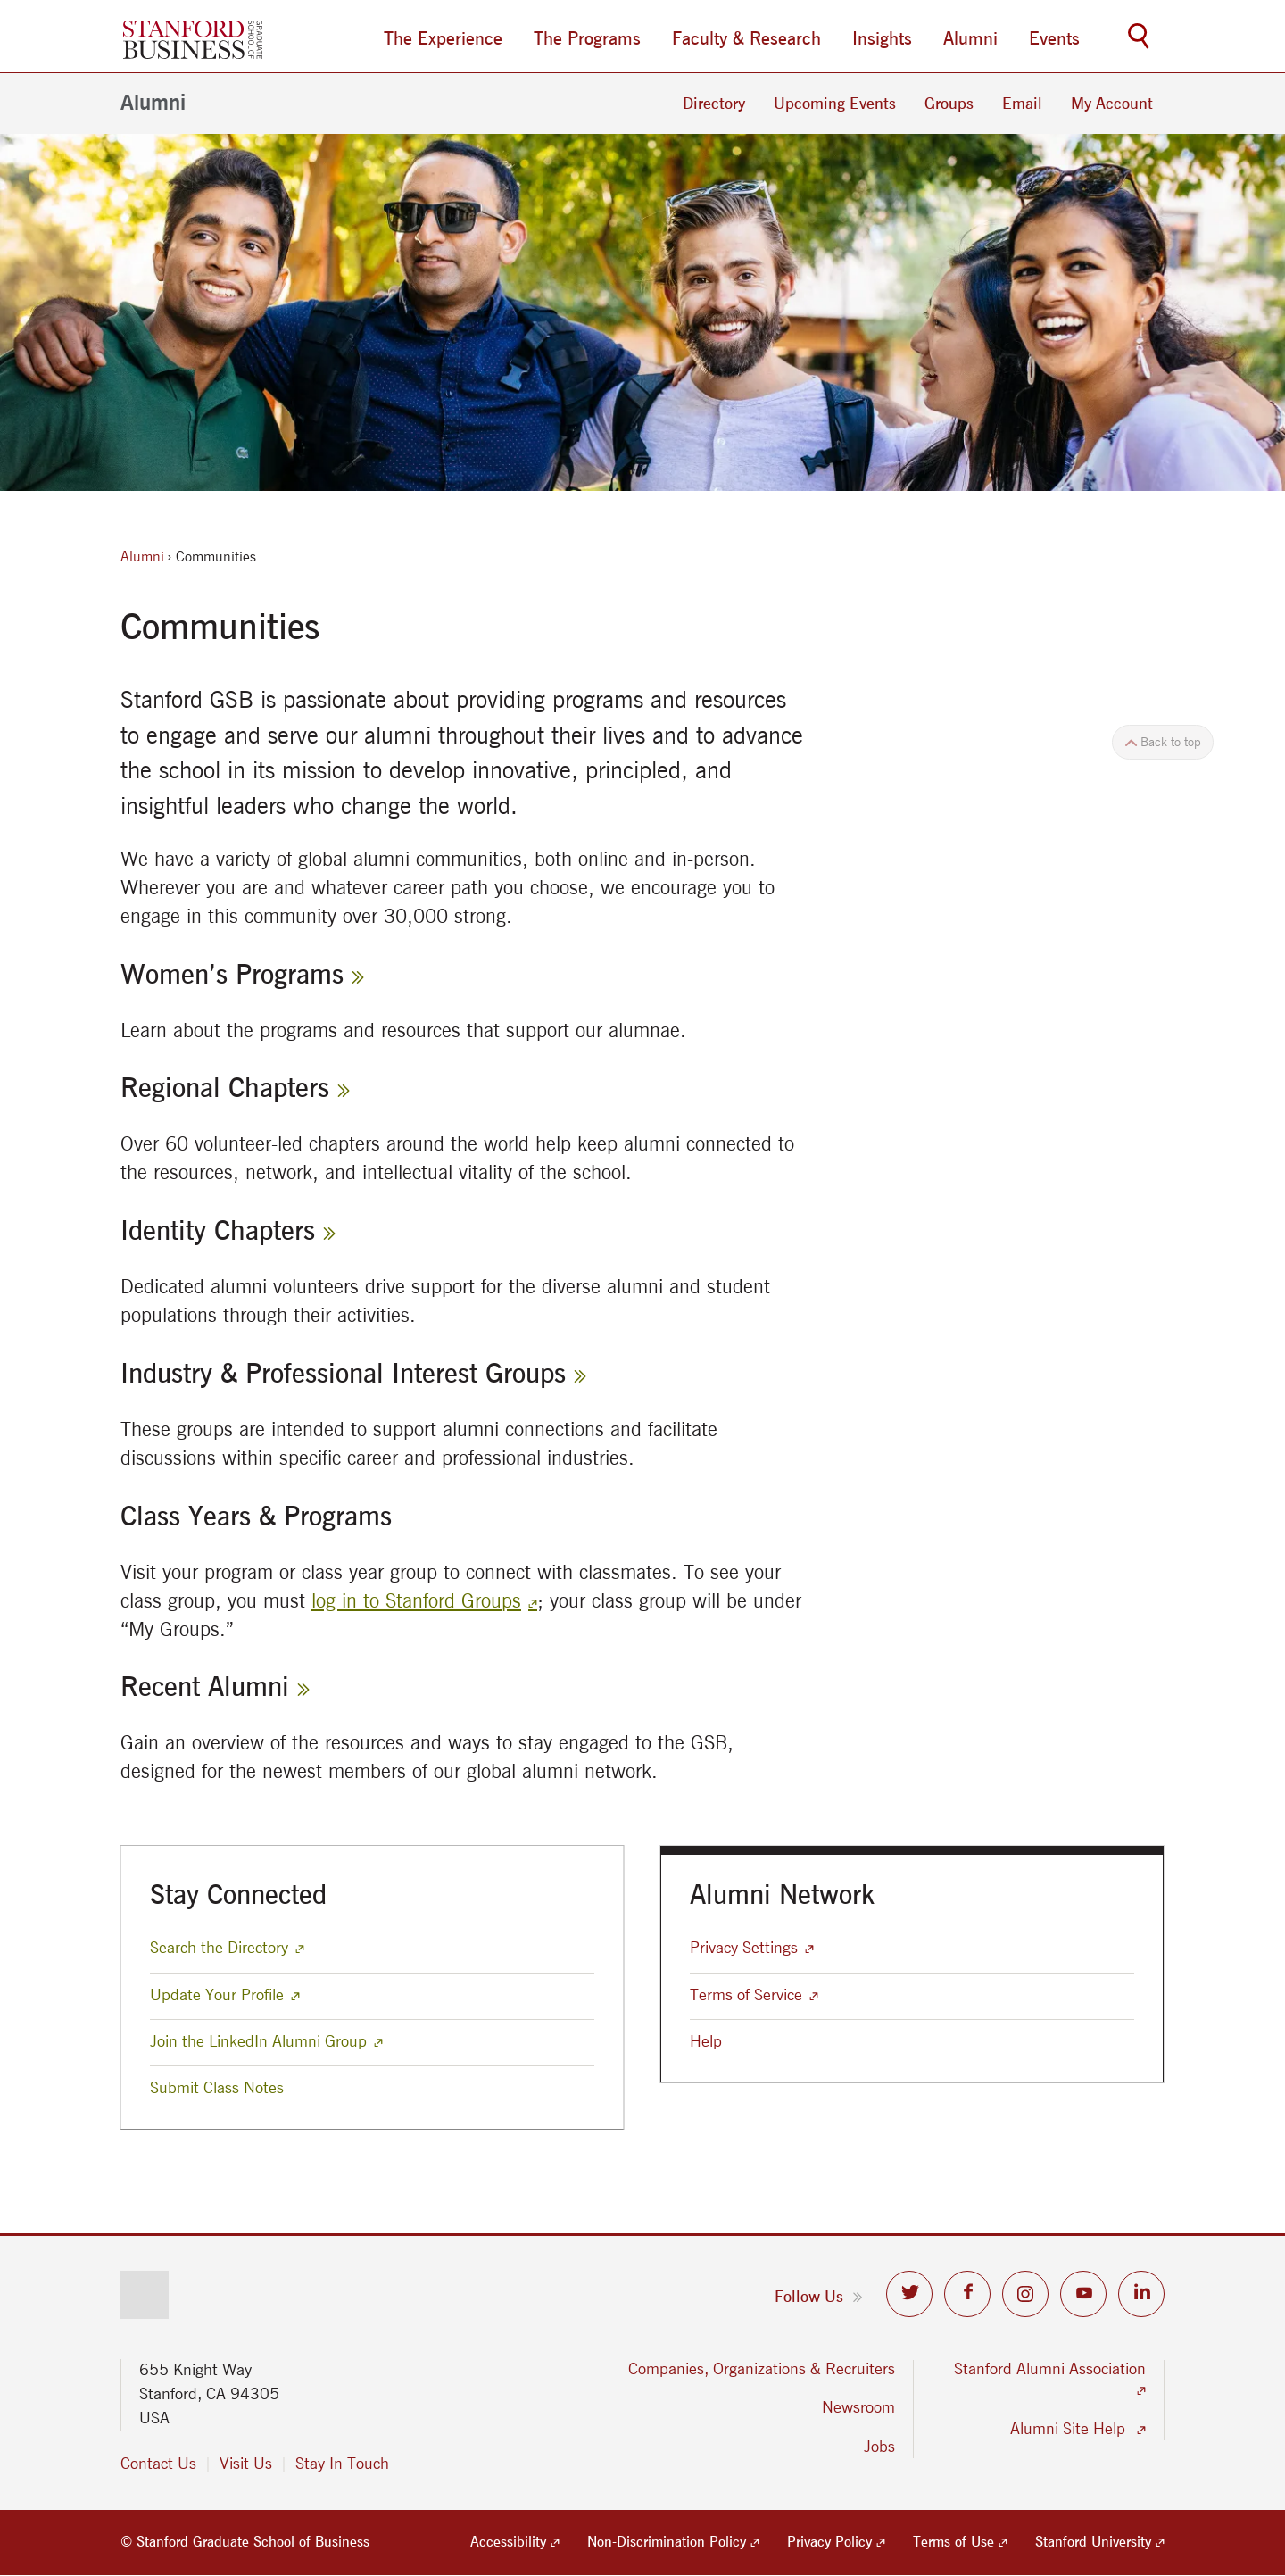 STANFORD
BUSINESS
GRADUATE
SCHOOL OF
The Experience
The Programs
Faculty & Research
Insights
Alumni
Events
Alumni
Directory
Upcoming Events
Groups
Email
My Account
Alumni › Communities
Communities
Stanford GSB is passionate about providing programs and resources
to engage and serve our alumni throughout their lives and to advance
the school in its mission to develop innovative, principled, and
insightful leaders who change the world.
Back to top
We have a variety of global alumni communities, both online and in-person.
Wherever you are and whatever career path you choose, we encourage you to
engage in this community over 30,000 strong.
Women’s Programs »
Learn about the programs and resources that support our alumnae.
Regional Chapters »
Over 60 volunteer-led chapters around the world help keep alumni connected to
the resources, network, and intellectual vitality of the school.
Identity Chapters »
Dedicated alumni volunteers drive support for the diverse alumni and student
populations through their activities.
Industry & Professional Interest Groups »
These groups are intended to support alumni connections and facilitate
discussions within specific career and professional industries.
Class Years & Programs
Visit your program or class year group to connect with classmates. To see your
class group, you must log in to Stanford Groups ; your class group will be under
“My Groups.”
Recent Alumni »
Gain an overview of the resources and ways to stay engaged to the GSB,
designed for the newest members of our global alumni network.
Stay Connected
Search the Directory
Update Your Profile
Join the LinkedIn Alumni Group
Submit Class Notes
Alumni Network
Privacy Settings
Terms of Service
Help
Follow Us »
655 Knight Way
Stanford, CA 94305
USA
Contact Us | Visit Us | Stay In Touch
Companies, Organizations & Recruiters
Newsroom
Jobs
Stanford Alumni Association
Alumni Site Help
© Stanford Graduate School of Business
Accessibility
Non-Discrimination Policy
Privacy Policy
Terms of Use
Stanford University